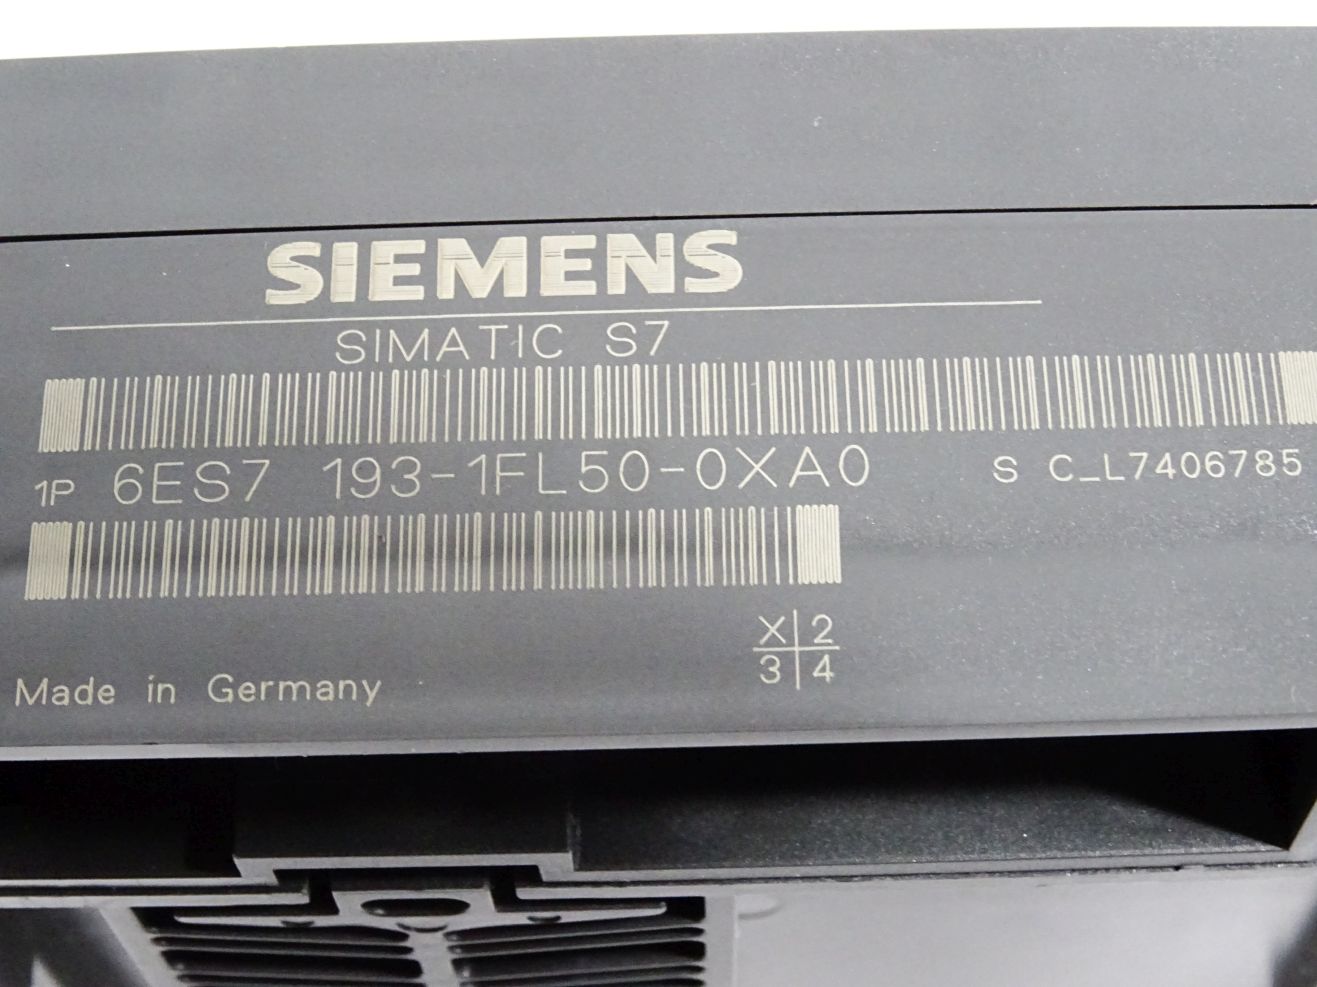 SIEMENS
SIMATIC S7
1P 6ES7 193-1FL50-0XA0 S C_L7406785
X 2
3 4
Made in Germany